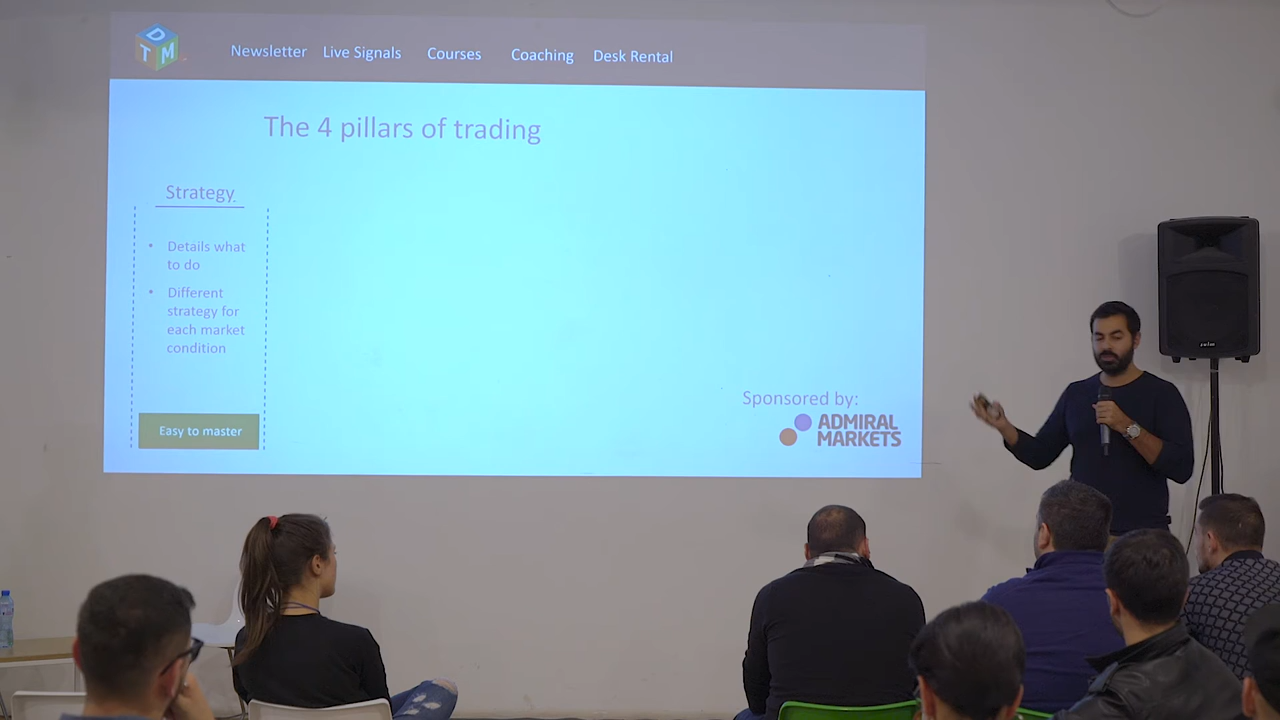 D
T M
Newsletter Live Signals Courses Coaching Desk Rental
The 4 pillars of trading
Strategy
• Details what
to do
• Different
strategy for
each market
condition
Easy to master
Sponsored by:
ADMIRAL
MARKETS